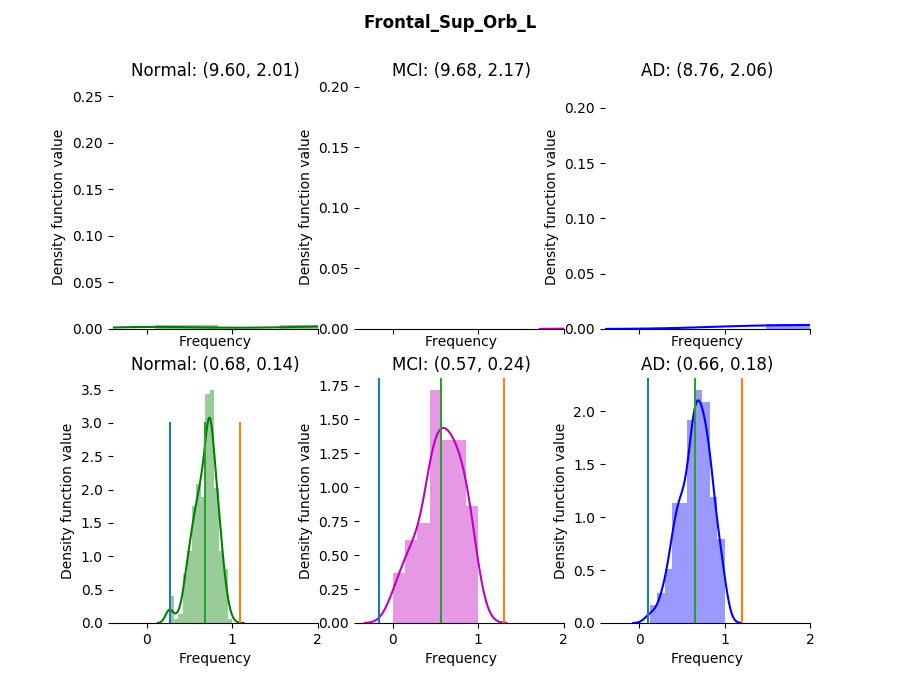 Frontal_Sup_Orb_L
Normal: (9.60, 2.01)
MCI: (9.68, 2.17)
AD: (8.76, 2.06)
Density function value
0.25
0.20
0.15
0.10
0.05
0.00
Frequency
Density function value
0.20
0.15
0.10
0.05
0.00
Frequency
Density function value
0.20
0.15
0.10
0.05
0.00
Frequency
Normal: (0.68, 0.14)
MCI: (0.57, 0.24)
AD: (0.66, 0.18)
Density function value
3.5
3.0
2.5
2.0
1.5
1.0
0.5
0.0
0 1 2
Frequency
Density function value
1.75
1.50
1.25
1.00
0.75
0.50
0.25
0.00
0 1 2
Frequency
Density function value
2.0
1.5
1.0
0.5
0.0
0 1 2
Frequency